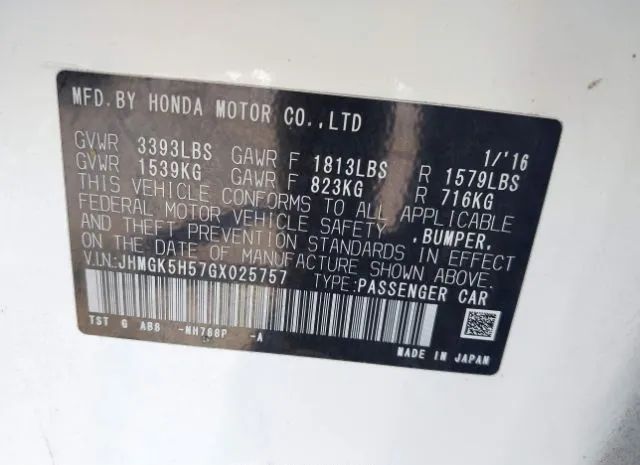 MFD.BY HONDA MOTOR CO.,LTD 1/'16
GVWR 3393LBS GAWR F 1813LBS R 1579LBS
GVWR 1539KG GAWR F 823KG R 716KG
THIS VEHICLE CONFORMS TO ALL APPLICABLE
FEDERAL MOTOR VEHICLE SAFETY ,BUMPER,
AND THEFT PREVENTION STANDARDS IN EFFECT
ON THE DATE OF MANUFACTURE SHOWN ABOVE.
V.I.N:JHMGK5H57GX025757 TYPE:PASSENGER CAR
TST G AB8 -NH788P -A
MADE IN JAPAN